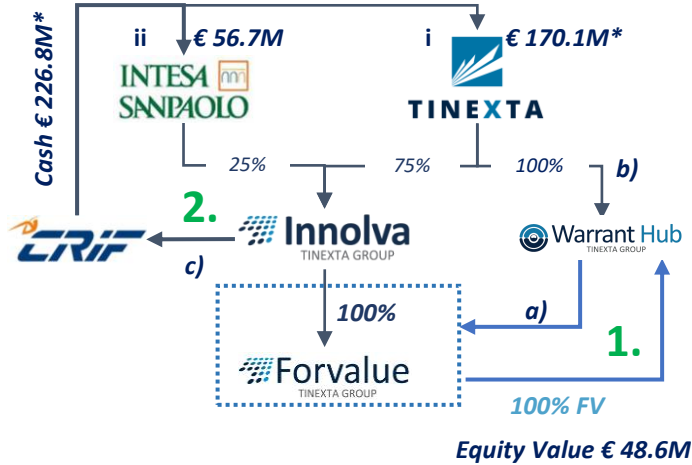 ii € 56.7M
i € 170.1M*
INTESA
SANPAOLO
TINEXTA
Cash € 226.8M*
25%
75%
100%
b)
2.
CRIF
Innolva
TINEXTA GROUP
Warrant Hub
TINEXTA GROUP
c)
100%
a)
1.
Forvalue
TINEXTA GROUP
100% FV
Equity Value € 48.6M